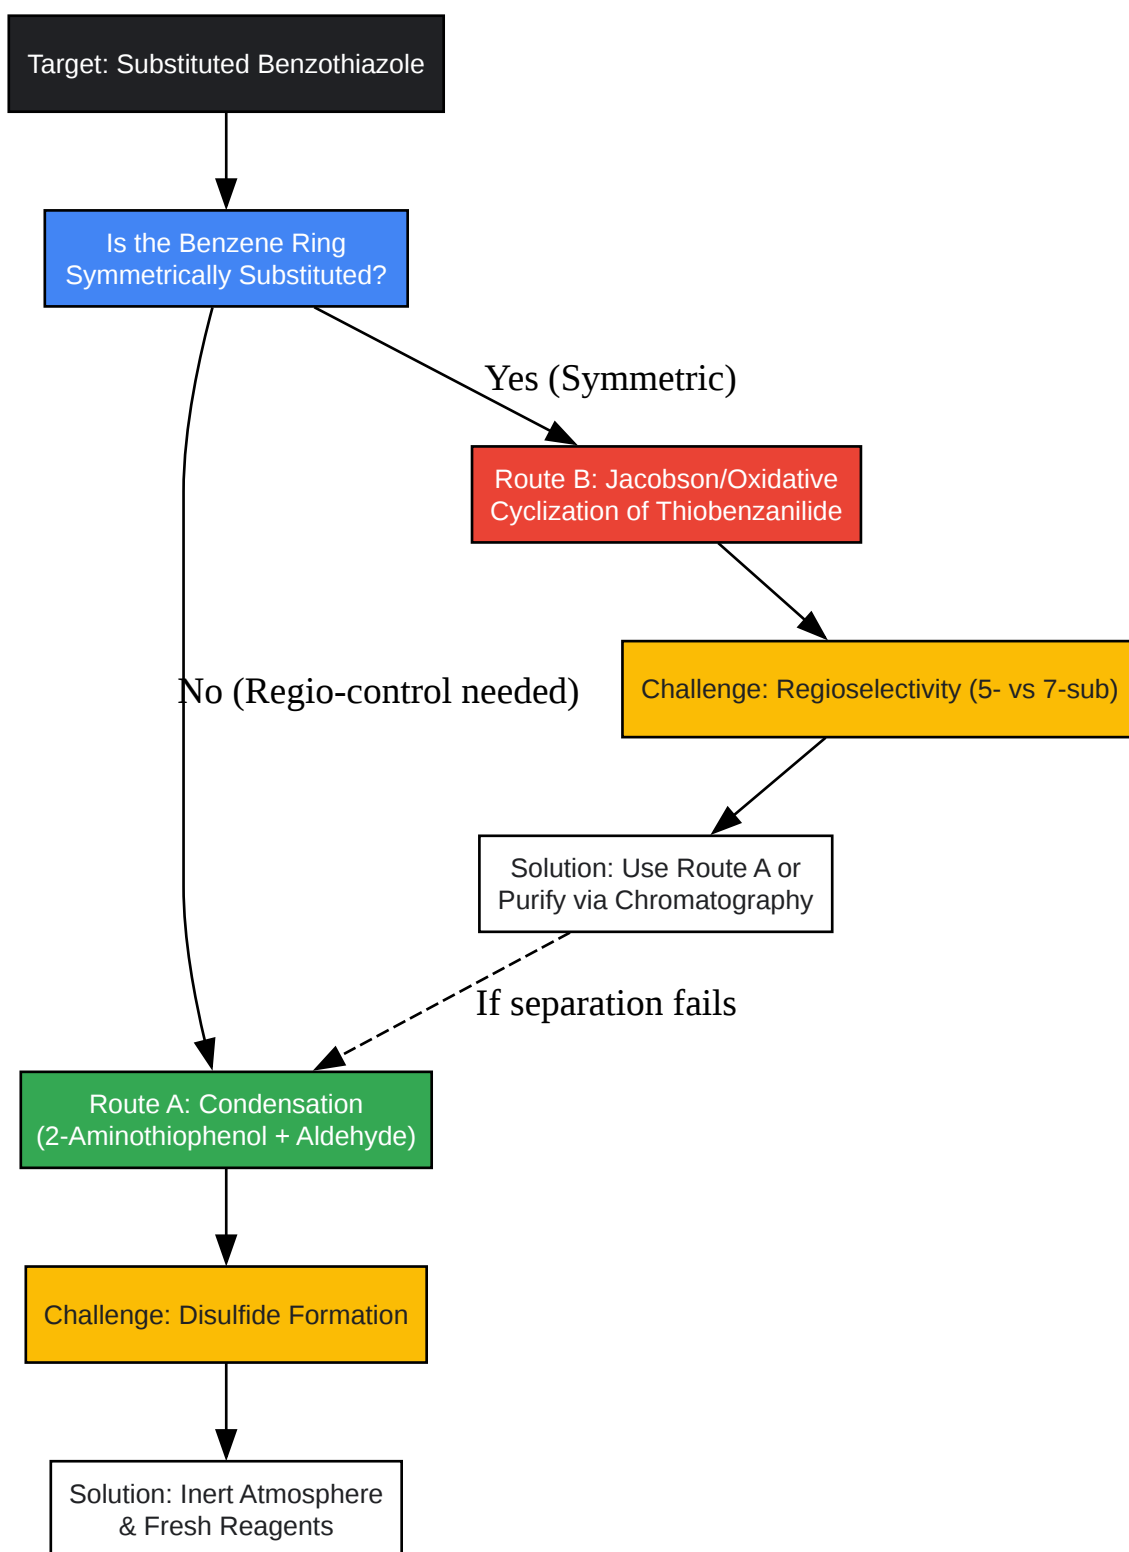 Target: Substituted Benzothiazole
Is the Benzene Ring
Symmetrically Substituted?
Yes (Symmetric)
Route B: Jacobson/Oxidative
Cyclization of Thiobenzanilide
No (Regio-control needed)
Challenge: Regioselectivity (5- vs 7-sub)
Solution: Use Route A or
Purify via Chromatography
If separation fails
Route A: Condensation
(2-Aminothiophenol + Aldehyde)
Challenge: Disulfide Formation
Solution: Inert Atmosphere
& Fresh Reagents